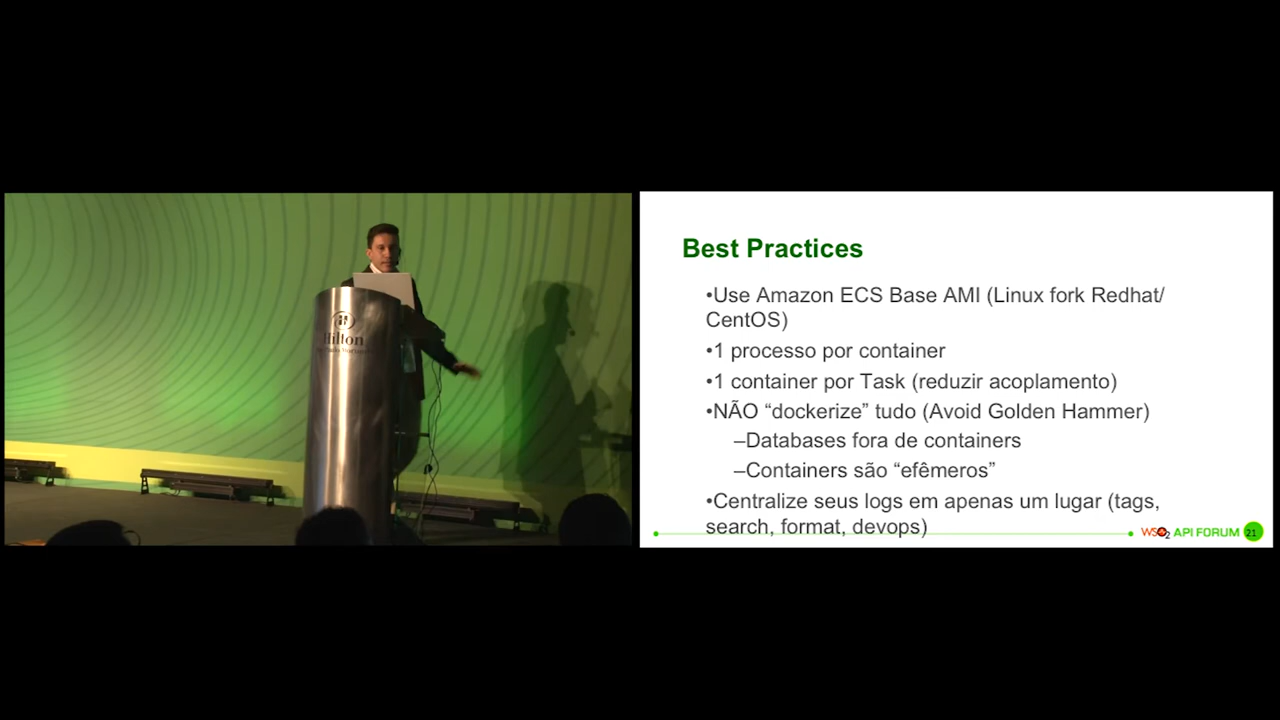 Hilton
Best Practices
•Use Amazon ECS Base AMI (Linux fork Redhat/
CentOS)
•1 processo por container
•1 container por Task (reduzir acoplamento)
•NÃO “dockerize” tudo (Avoid Golden Hammer)
–Databases fora de containers
–Containers são “efêmeros”
•Centralize seus logs em apenas um lugar (tags,
search, format, devops)
WSO2 API FORUM 21